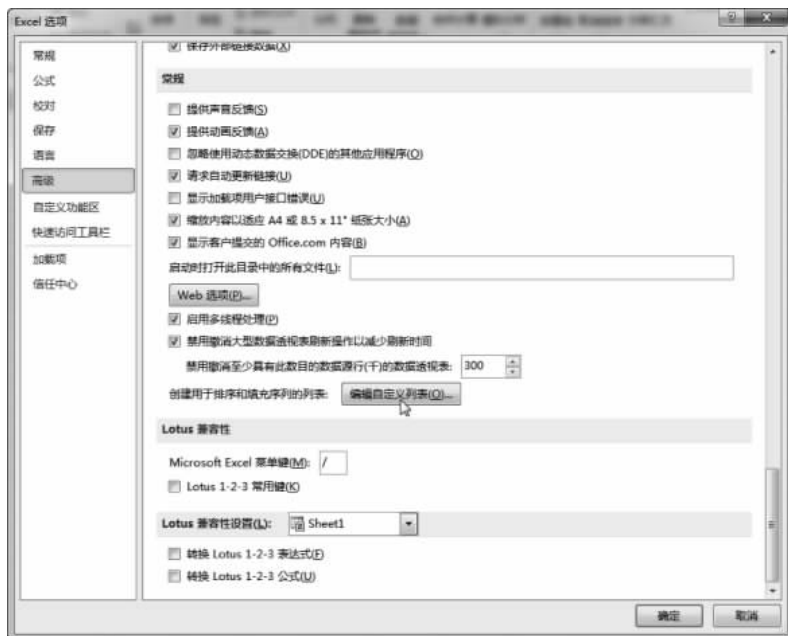 Excel 选项
常规
公式
校对
保存
语言
高级
自定义功能区
快速访问工具栏
加载项
信任中心
保存外部链接数据(X)
常规
提供声音反馈(S)
提供动画反馈(A)
忽略使用动态数据交换(DDE)的其他应用程序(O)
请求自动更新链接(U)
显示加载项用户接口错误(U)
缩放内容以适应 A4 或 8.5 x 11" 纸张大小(A)
显示客户提交的 Office.com 内容(B)
启动时打开此目录中的所有文件(L):
Web 选项(P)...
启用多线程处理(P)
禁用撤消大型数据透视表刷新操作以减少刷新时间
禁用撤消至少具有此数目的数据源行(千)的数据透视表: 300
创建用于排序和填充序列的列表: 编辑自定义列表(O)...
Lotus 兼容性
Microsoft Excel 菜单键(M): /
Lotus 1-2-3 常用键(K)
Lotus 兼容性设置(L): Sheet1
转换 Lotus 1-2-3 表达式(F)
转换 Lotus 1-2-3 公式(U)
确定 取消